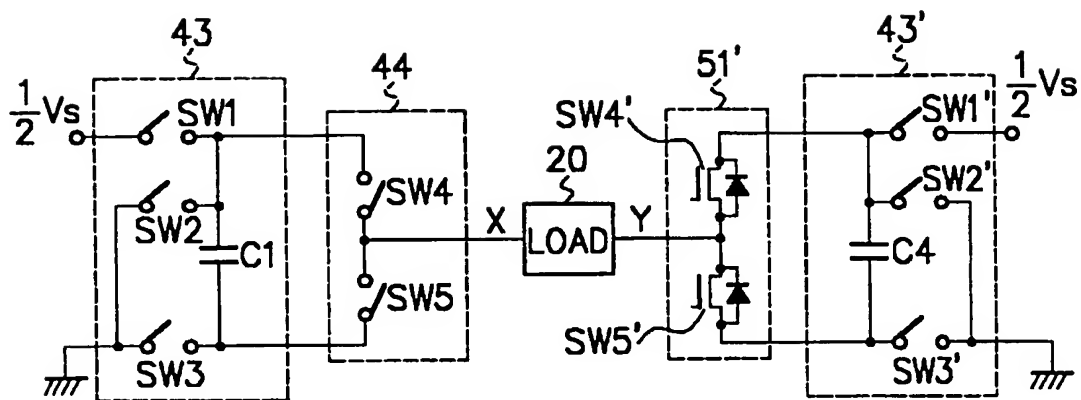 43
44
51'
43'
1/2 Vs
SW1
SW2
C1
SW3
SW4
SW5
X
20
LOAD
Y
SW4'
SW5'
SW1'
1/2 Vs
SW2'
C4
SW3'